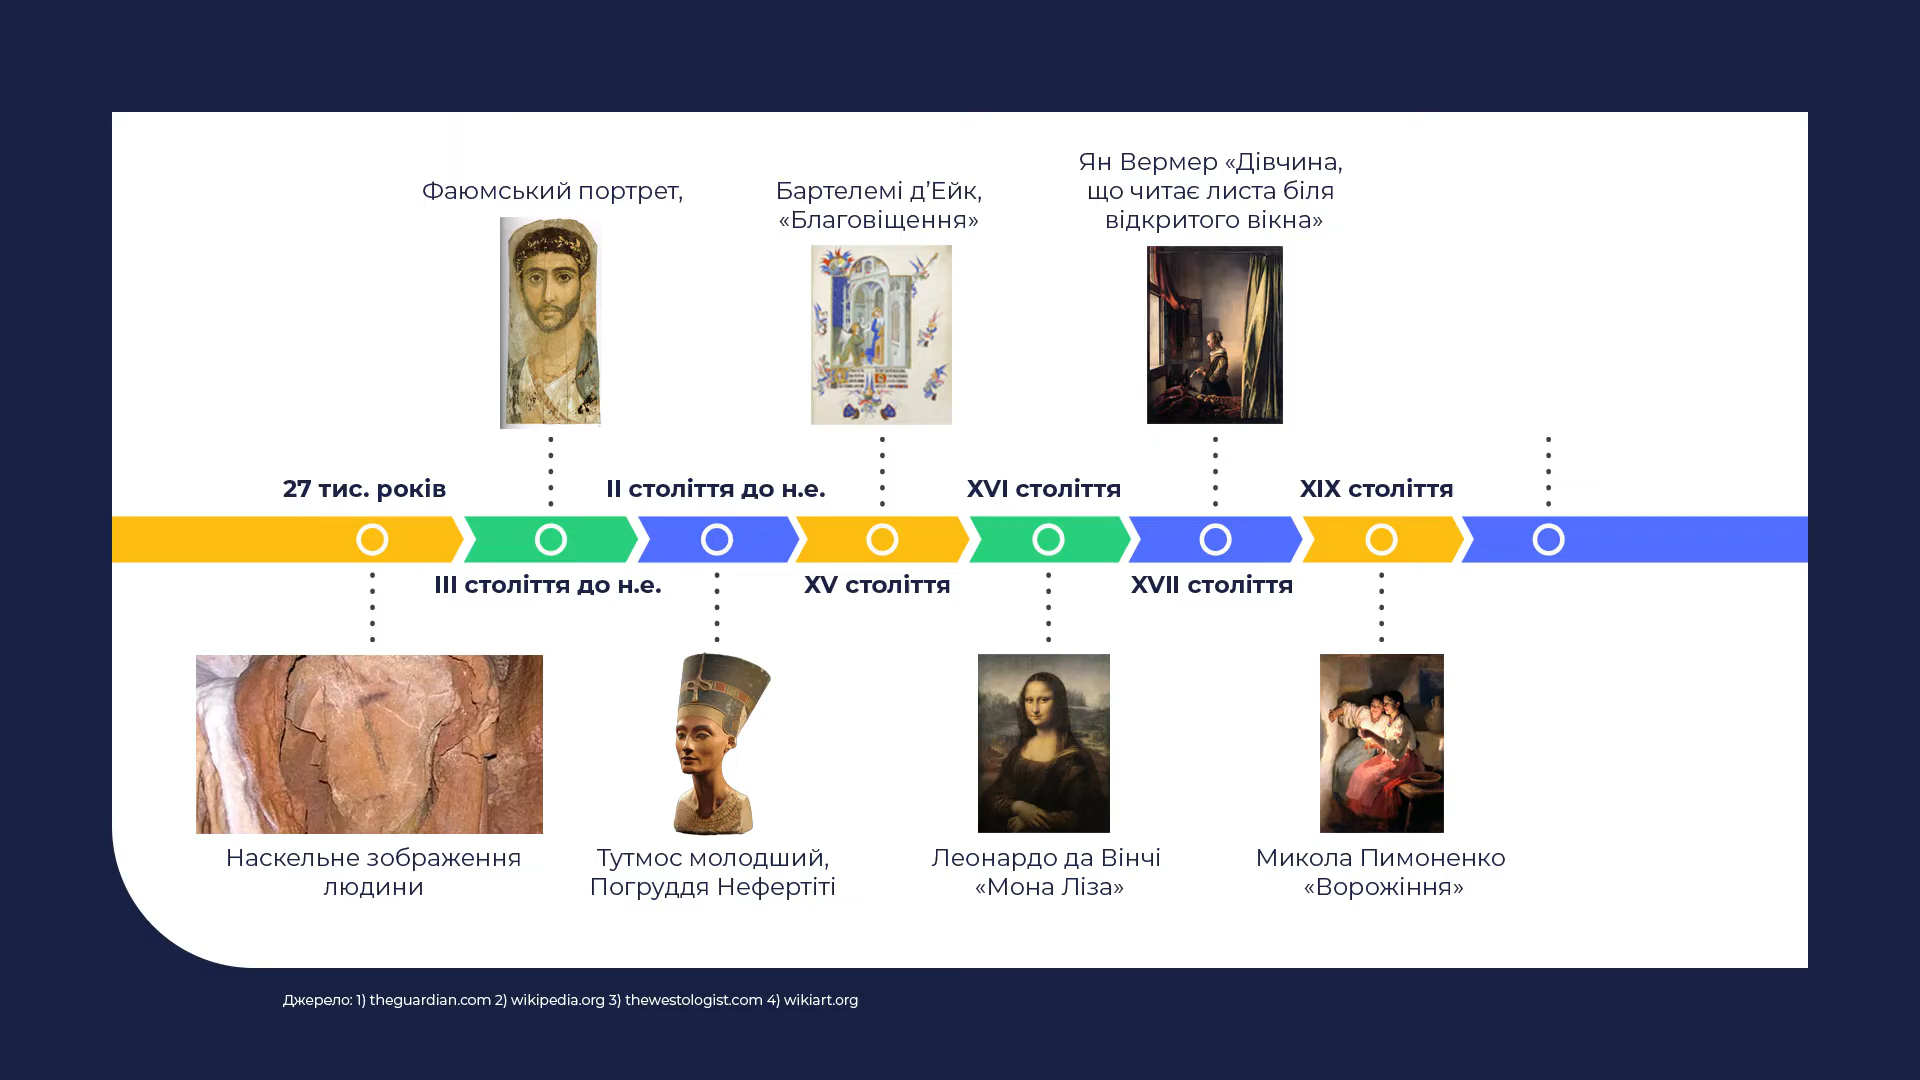 Фаюмський портрет,
Бартелемі д’Ейк,
«Благовіщення»
Ян Вермер «Дівчина,
що читає листа біля
відкритого вікна»
27 тис. років
II століття до н.е.
XVI століття
XIX століття
III століття до н.е.
XV століття
XVII століття
Наскельне зображення
людини
Тутмос молодший,
Погруддя Нефертіті
Леонардо да Вінчі
«Мона Ліза»
Микола Пимоненко
«Ворожіння»
Джерело: 1) theguardian.com 2) wikipedia.org 3) thewestologist.com 4) wikiart.org